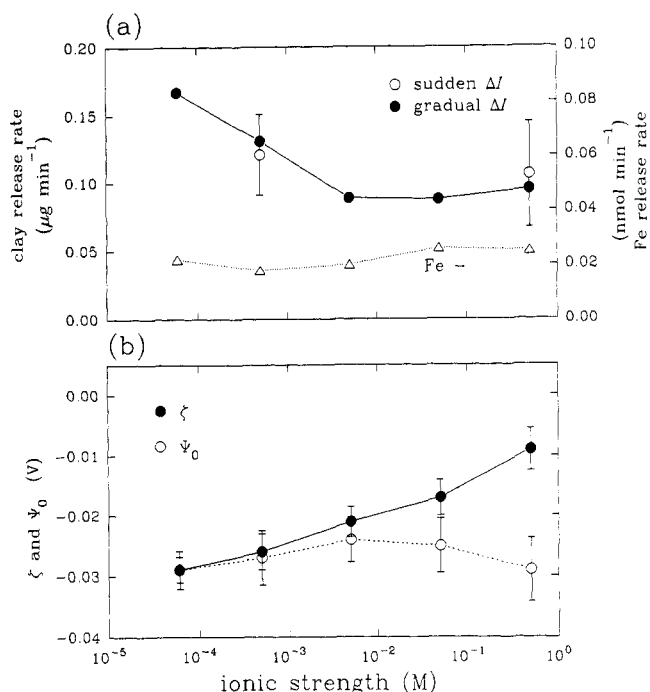 (a)
0.20
0.15
0.10
0.05
0.00
clay release rate
(μg min⁻¹)
○ sudden ΔI
● gradual ΔI
Fe –
0.10
0.08
0.06
0.04
0.02
0.00
(nmol min⁻¹)
Fe release rate
(b)
0.00
-0.01
-0.02
-0.03
-0.04
ζ and Ψ₀ (V)
● ζ
○ Ψ₀
10⁻⁵ 10⁻⁴ 10⁻³ 10⁻² 10⁻¹ 10⁰
ionic strength (M)